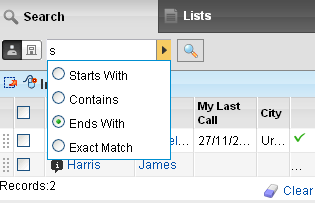 Search
Lists
s
Starts With
Contains
Ends With
Exact Match
My Last Call
City
27/11/2...
Ur...
Harris
James
...
Records:2
Clear